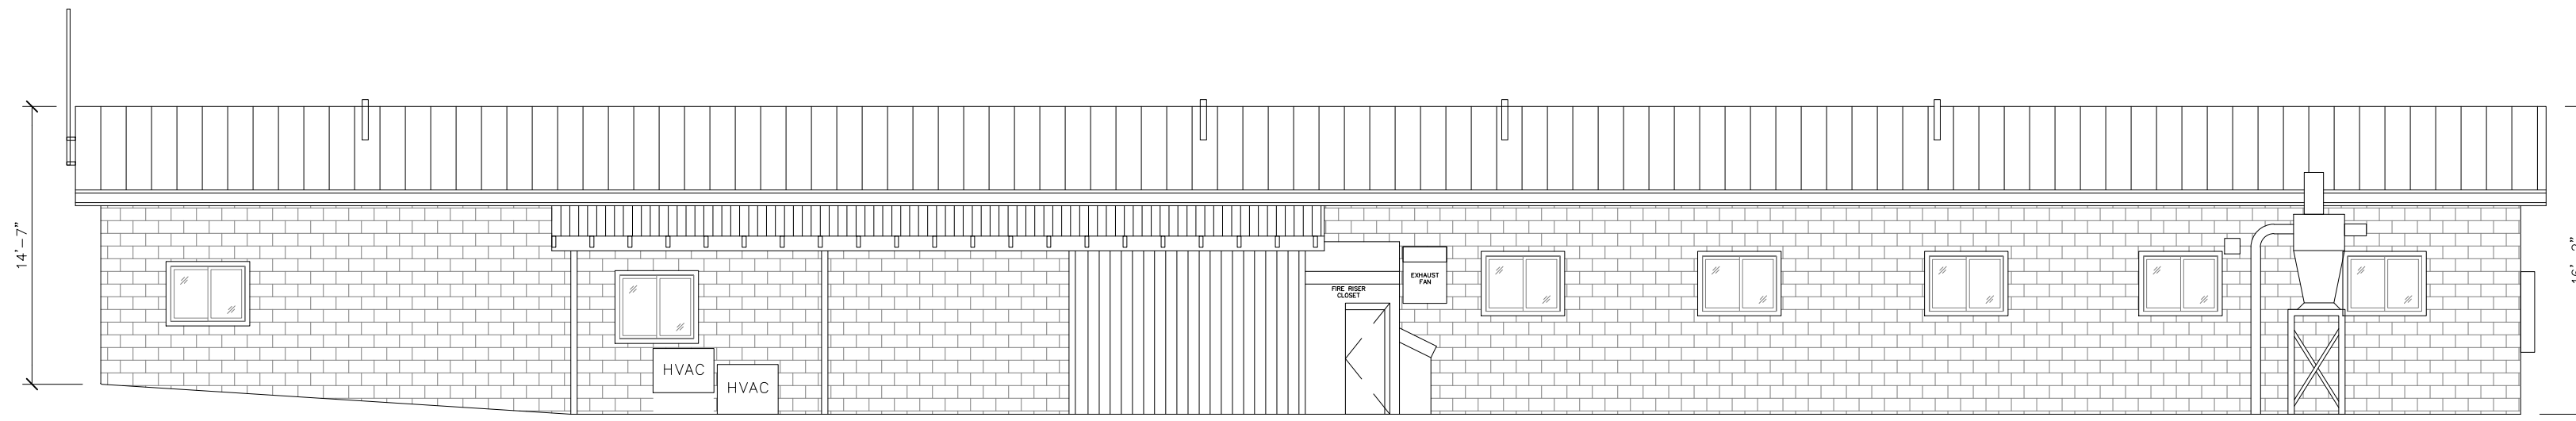 14'-7"
FIRE RISER
CLOSET
EXHAUST
FAN
HVAC
HVAC